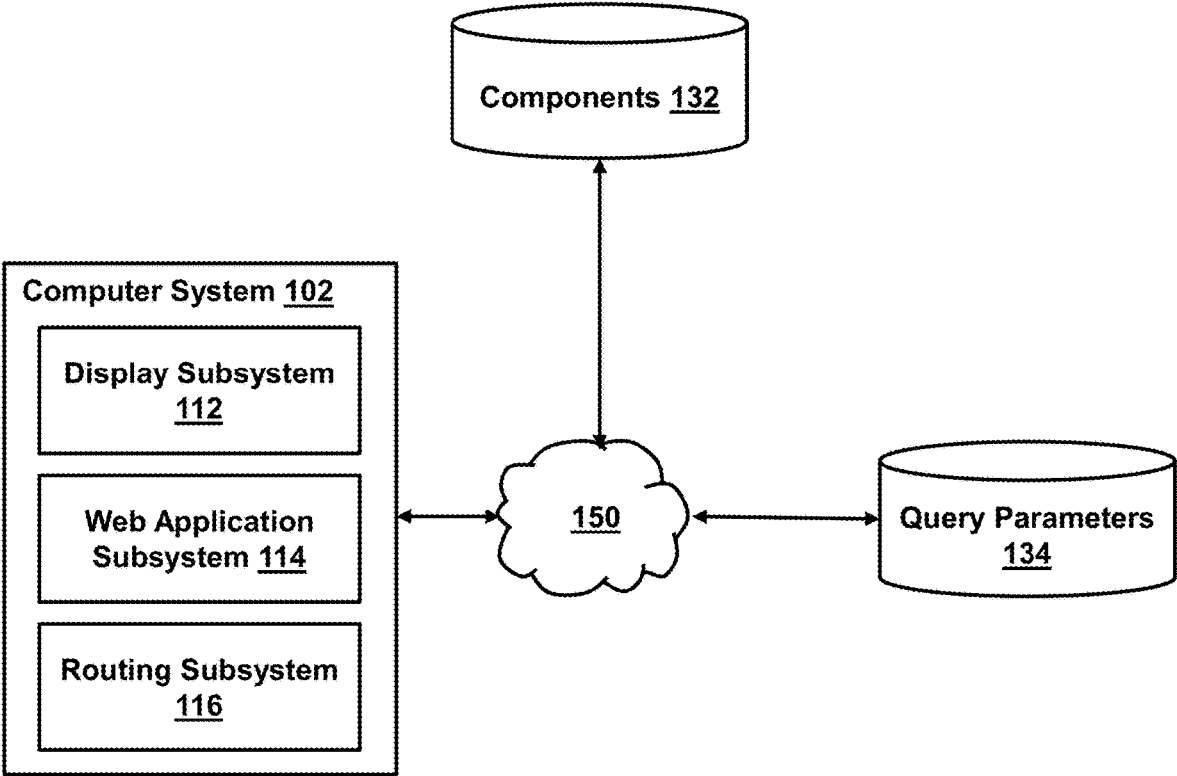 Components 132
Computer System 102
Display Subsystem
112
Web Application
Subsystem 114
Routing Subsystem
116
150
Query Parameters
134